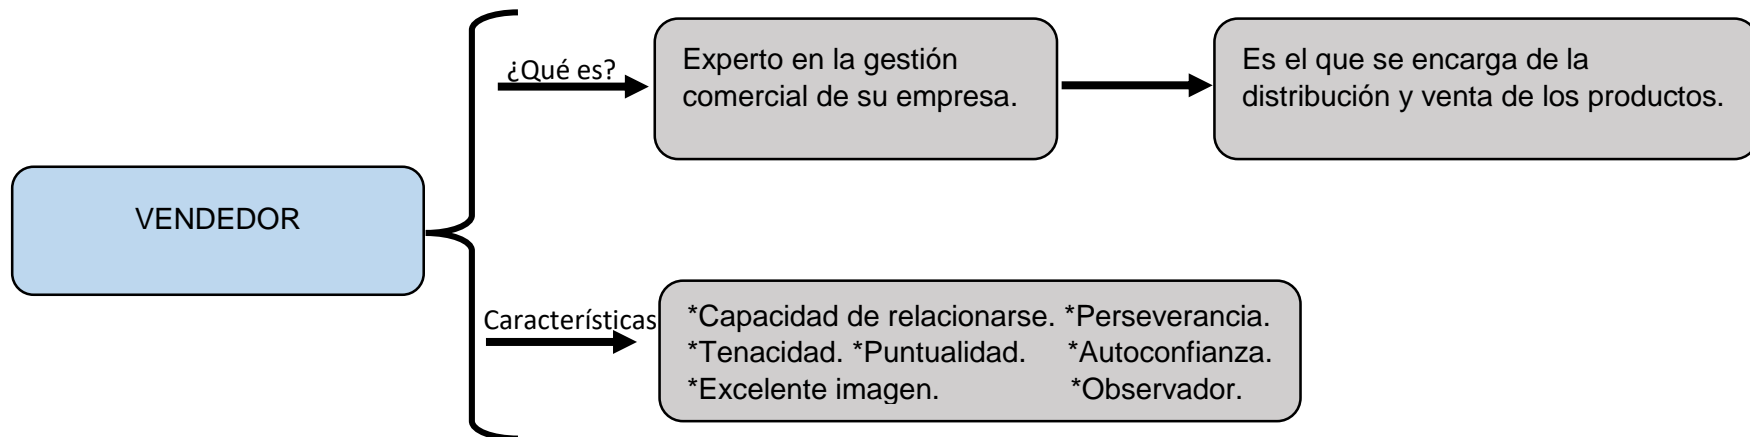 ¿Qué es?
Experto en la gestión
comercial de su empresa.
Es el que se encarga de la
distribución y venta de los productos.
VENDEDOR
Características
*Capacidad de relacionarse. *Perseverancia.
*Tenacidad. *Puntualidad. *Autoconfianza.
*Excelente imagen. *Observador.